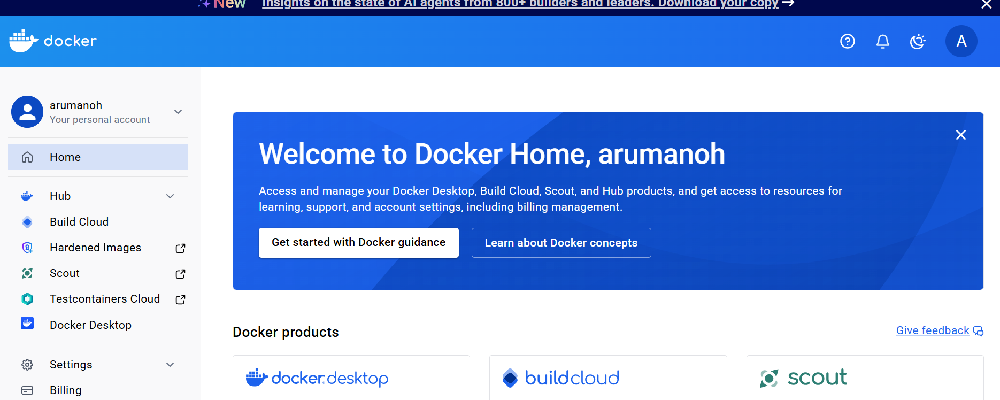 New Insights on the state of AI agents from 800+ builders and leaders. Download your copy →
docker
A
arumanoh
Your personal account
Home
Hub
Build Cloud
Hardened Images
Scout
Testcontainers Cloud
Docker Desktop
Settings
Billing
Welcome to Docker Home, arumanoh
Access and manage your Docker Desktop, Build Cloud, Scout, and Hub products, and get access to resources for
learning, support, and account settings, including billing management.
Get started with Docker guidance
Learn about Docker concepts
Docker products
Give feedback
docker desktop
build cloud
scout